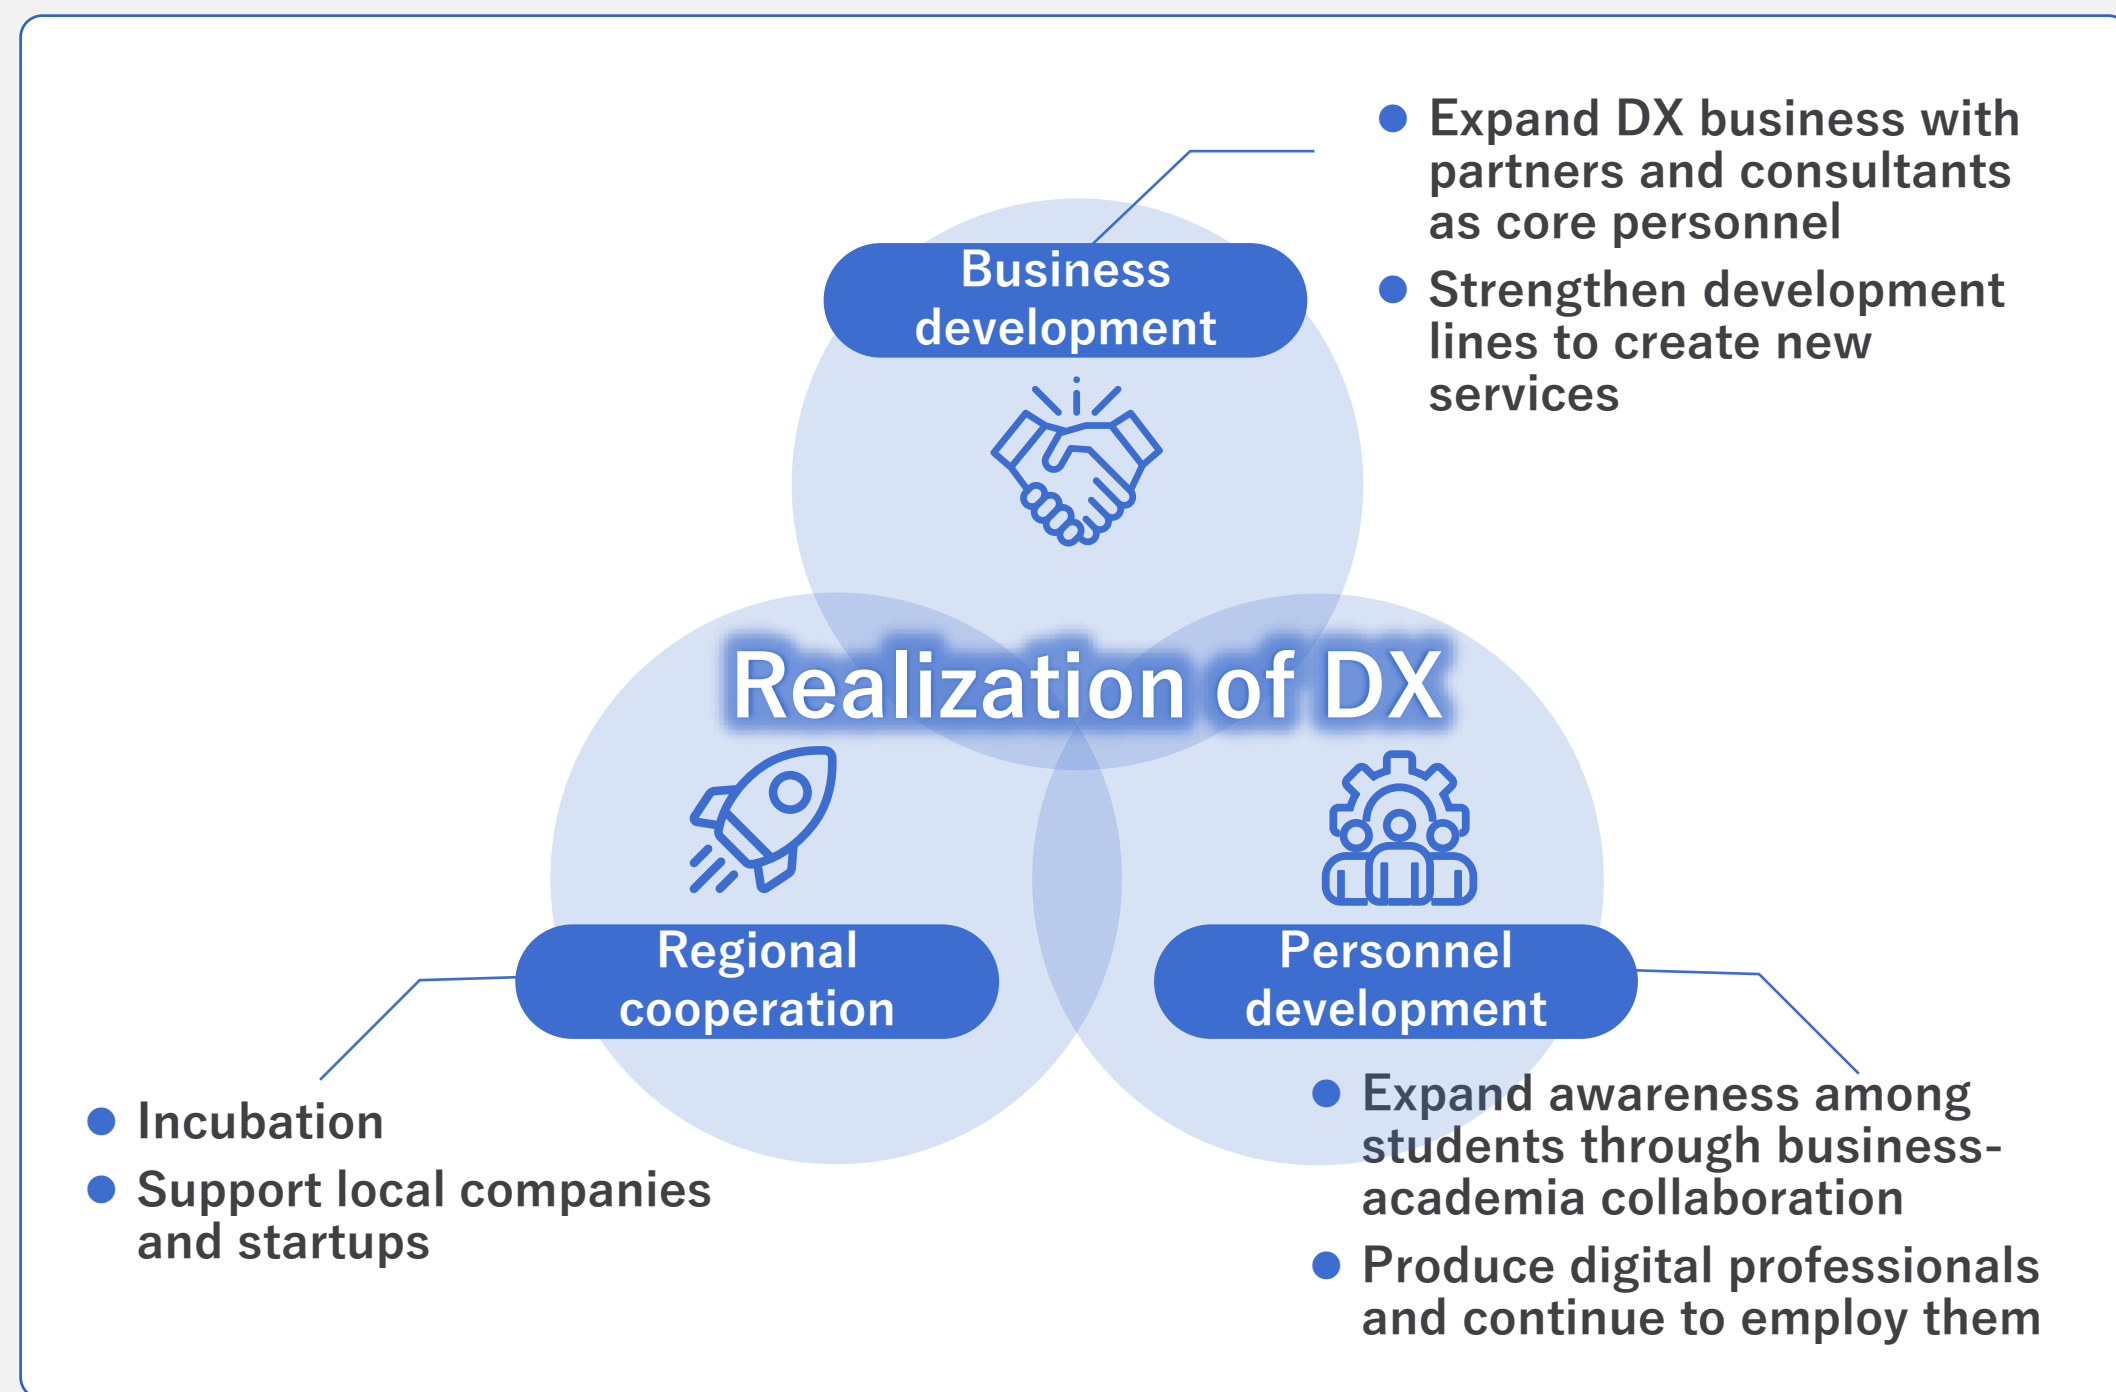 Expand DX business with
partners and consultants
as core personnel
Strengthen development
lines to create new
services
Business
development
Realization of DX
Regional
cooperation
Personnel
development
Incubation
Support local companies
and startups
Expand awareness among
students through business-
academia collaboration
Produce digital professionals
and continue to employ them